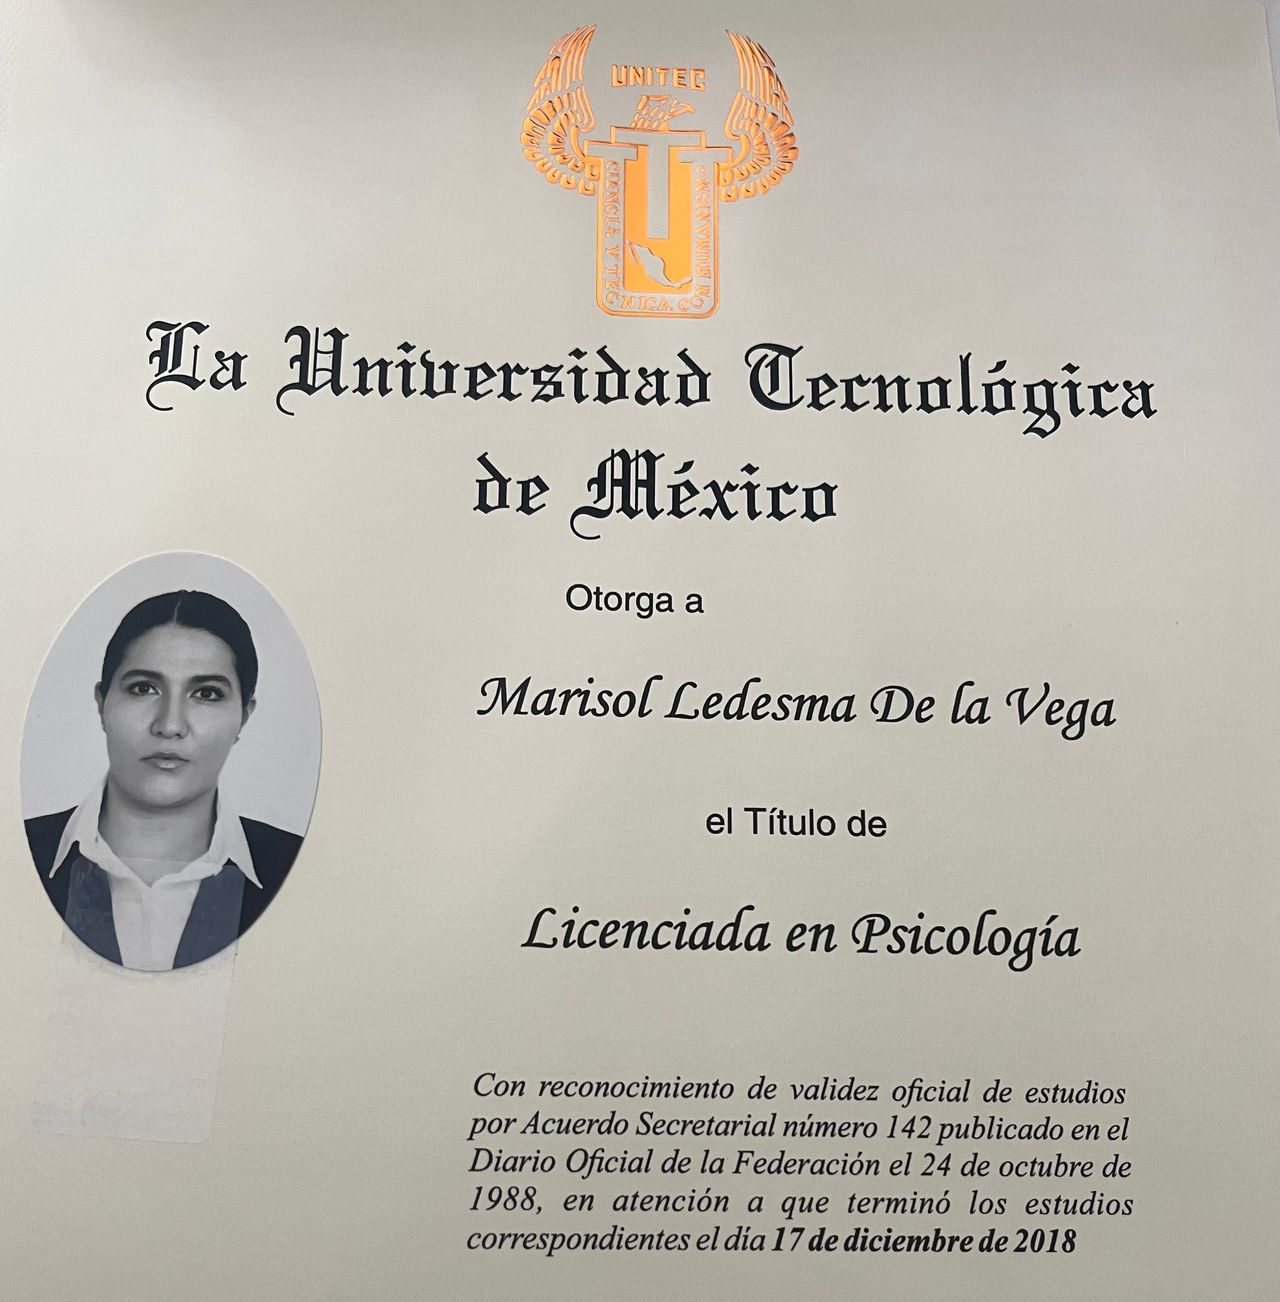 UNITEC
CIENCIA Y TECNICA CON HUMANISMO
La Universidad Tecnológica
de México
Otorga a
Marisol Ledesma De la Vega
el Título de
Licenciada en Psicología
Con reconocimiento de validez oficial de estudios
por Acuerdo Secretarial número 142 publicado en el
Diario Oficial de la Federación el 24 de octubre de
1988, en atención a que terminó los estudios
correspondientes el día 17 de diciembre de 2018